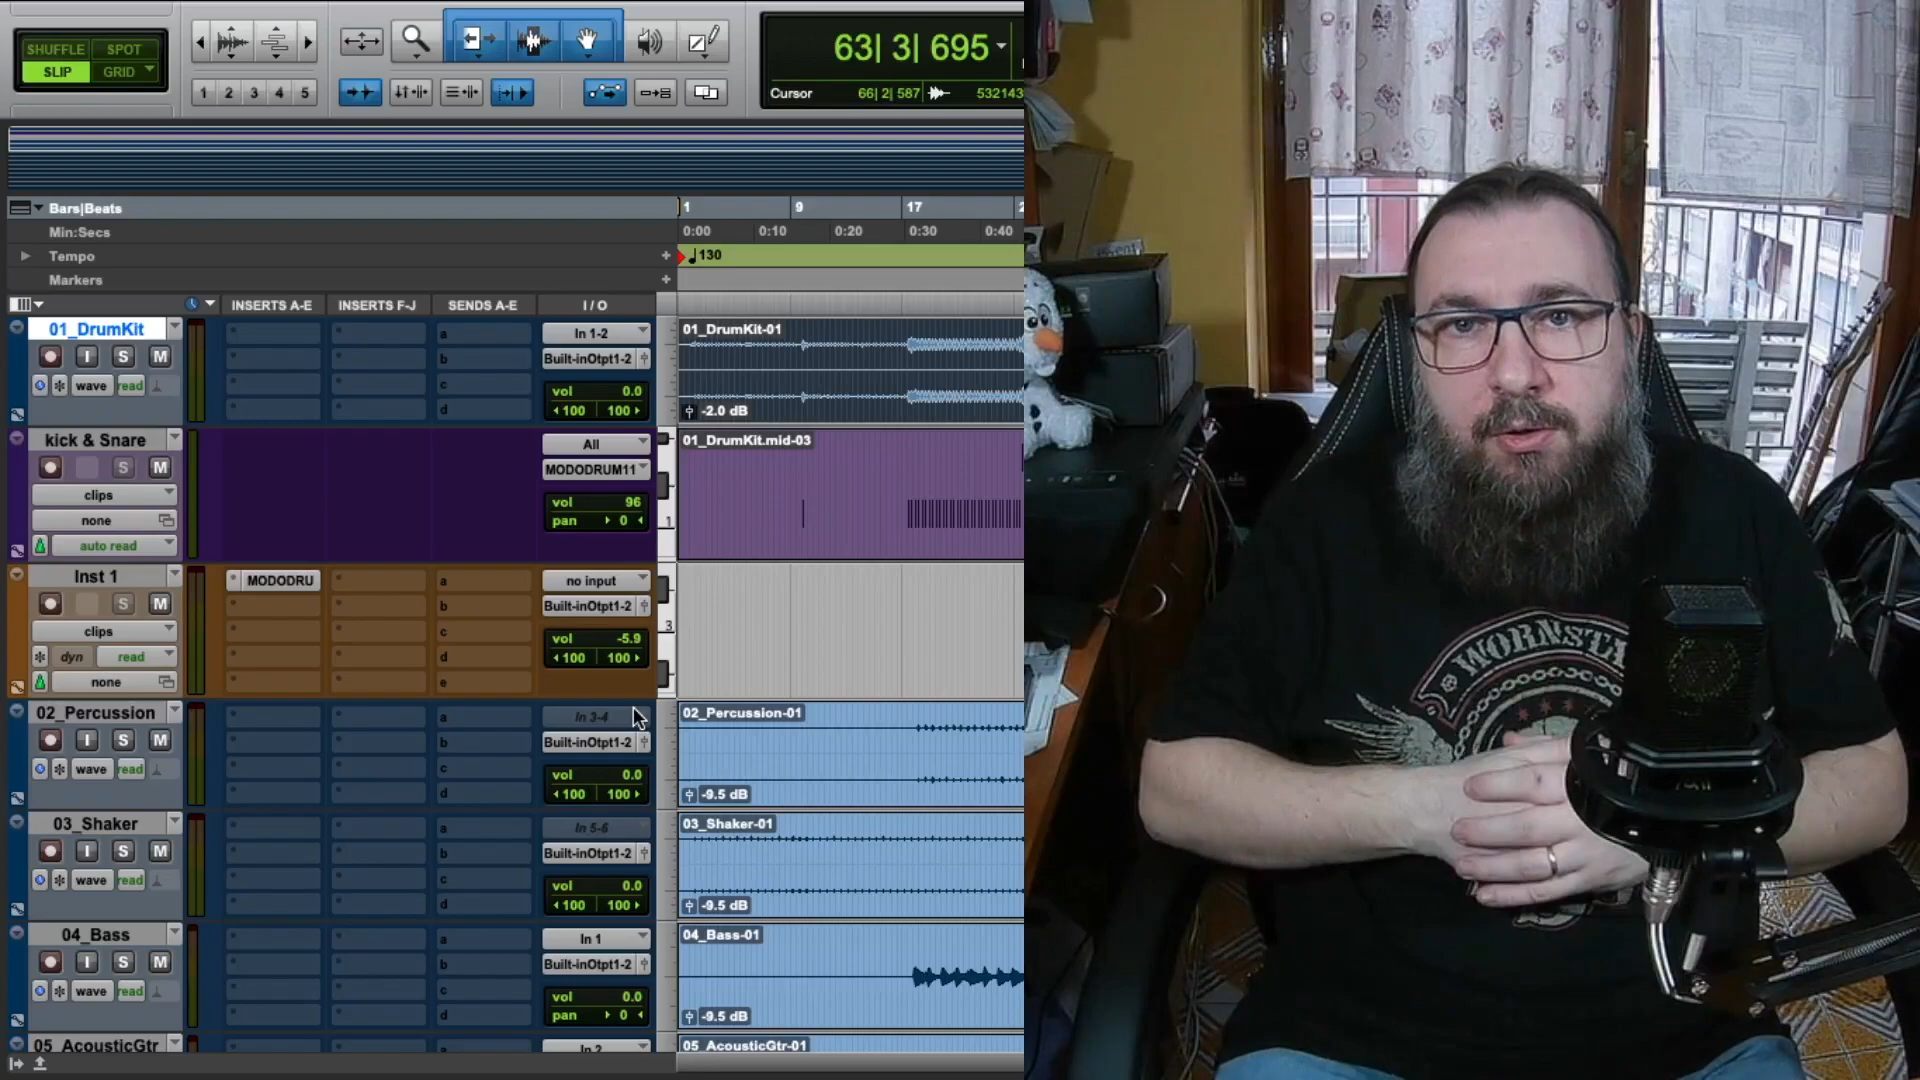 SHUFFLE SPOT
SLIP GRID
1 2 3 4 5
63| 3| 695
Cursor 66| 2| 587 532143
Bars|Beats 1 9 17 2
Min:Secs 0:00 0:10 0:20 0:30 0:40
Tempo + 130
Markers +
INSERTS A-E INSERTS F-J SENDS A-E I / O
01_DrumKit
I S M
wave read
a
b
c
d
In 1-2
Built-inOtpt1-2
vol 0.0
100 100
01_DrumKit-01
-2.0 dB
kick & Snare
S M
clips
none
auto read
All
MODODRUM11
vol 96
pan 0
1
01_DrumKit.mid-03
Inst 1
S M
clips
dyn read
none
MODODRU
a
b
c
d
e
no input
Built-inOtpt1-2
vol -5.9
100 100
3
02_Percussion
I S M
wave read
a
b
c
d
In 3-4
Built-inOtpt1-2
vol 0.0
100 100
02_Percussion-01
-9.5 dB
03_Shaker
I S M
wave read
a
b
c
d
In 5-6
Built-inOtpt1-2
vol 0.0
100 100
03_Shaker-01
-9.5 dB
04_Bass
I S M
wave read
a
b
c
d
In 1
Built-inOtpt1-2
vol 0.0
pan 0
04_Bass-01
-9.5 dB
05_AcousticGtr
a
In 2
05_AcousticGtr-01
WORNSTA